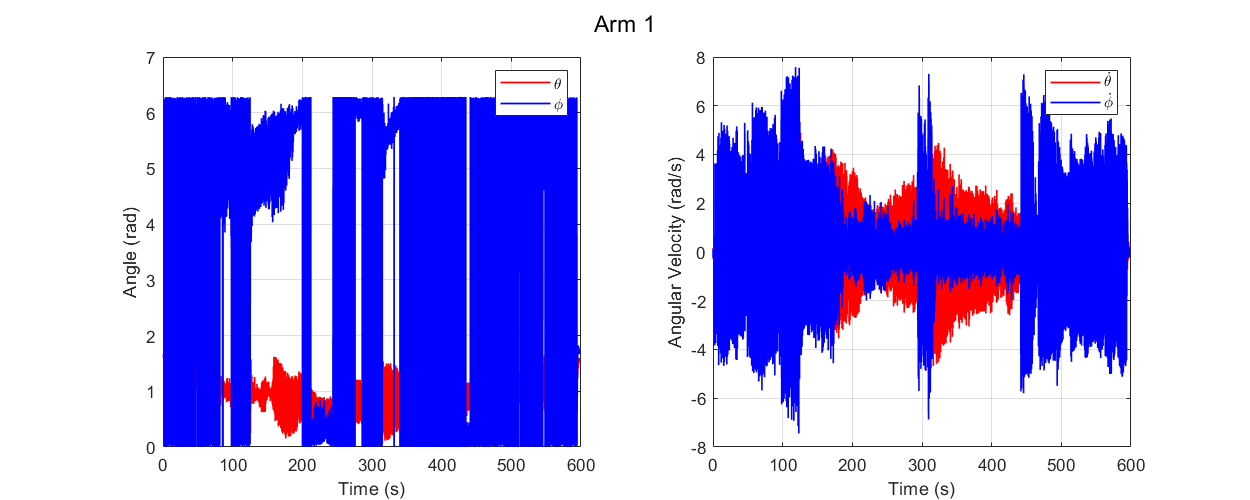 Arm 1
7
6
5
4
3
2
1
0
0 100 200 300 400 500 600
Angle (rad)
Time (s)
θ
ϕ
8
6
4
2
0
-2
-4
-6
-8
0 100 200 300 400 500 600
Angular Velocity (rad/s)
Time (s)
θ̇
ϕ̇